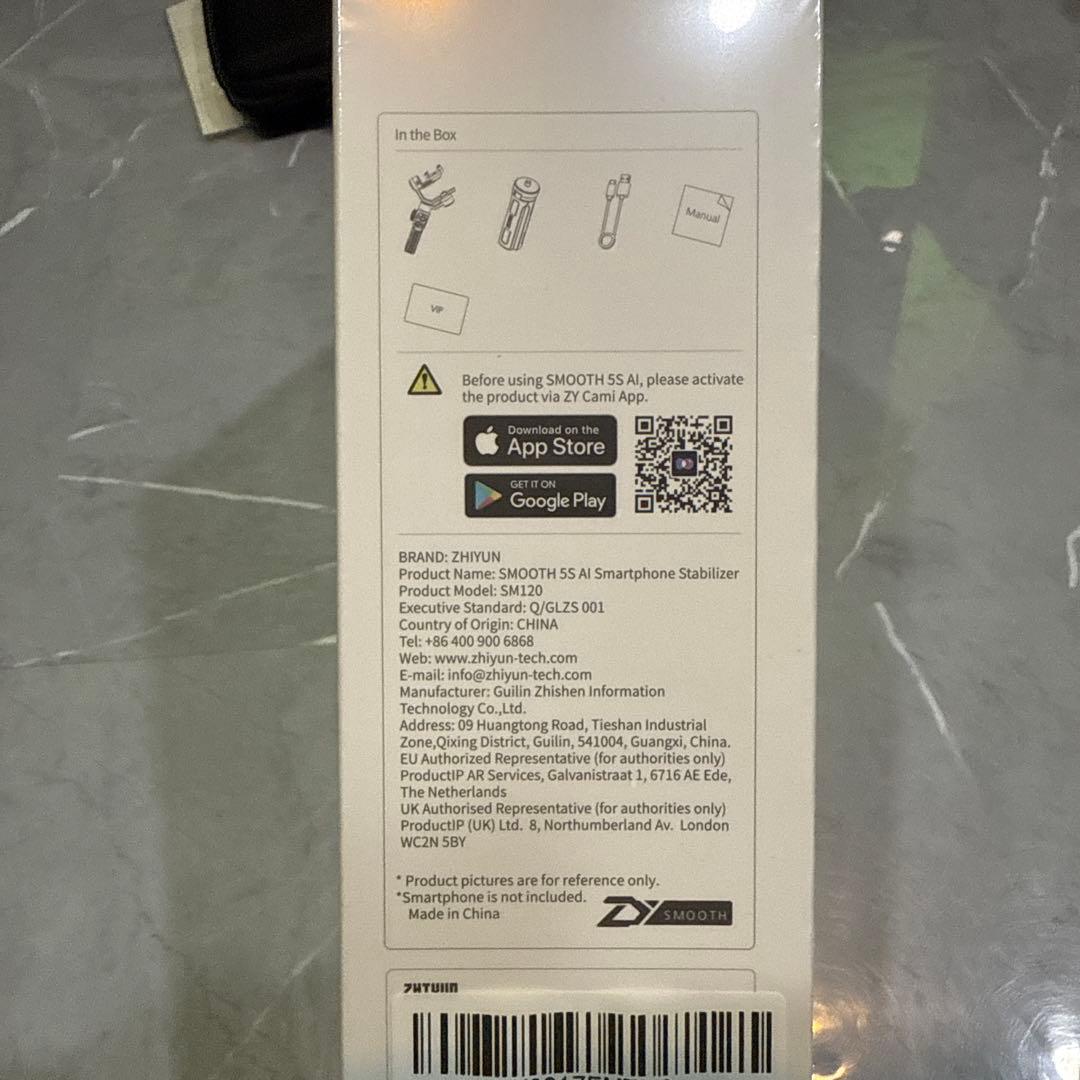 In the Box
Manual
VIP
Before using SMOOTH 5S AI, please activate
the product via ZY Cami App.
Download on the
App Store
GET IT ON
Google Play
BRAND: ZHIYUN
Product Name: SMOOTH 5S AI Smartphone Stabilizer
Product Model: SM120
Executive Standard: Q/GLZS 001
Country of Origin: CHINA
Tel: +86 400 900 6868
Web: www.zhiyun-tech.com
E-mail: info@zhiyun-tech.com
Manufacturer: Guilin Zhishen Information
Technology Co.,Ltd.
Address: 09 Huangtong Road, Tieshan Industrial
Zone,Qixing District, Guilin, 541004, Guangxi, China.
EU Authorized Representative (for authorities only)
ProductIP AR Services, Galvanistraat 1, 6716 AE Ede,
The Netherlands
UK Authorised Representative (for authorities only)
ProductIP (UK) Ltd. 8, Northumberland Av. London
WC2N 5BY
* Product pictures are for reference only.
*Smartphone is not included.
Made in China
ZY SMOOTH
ZHIYUN